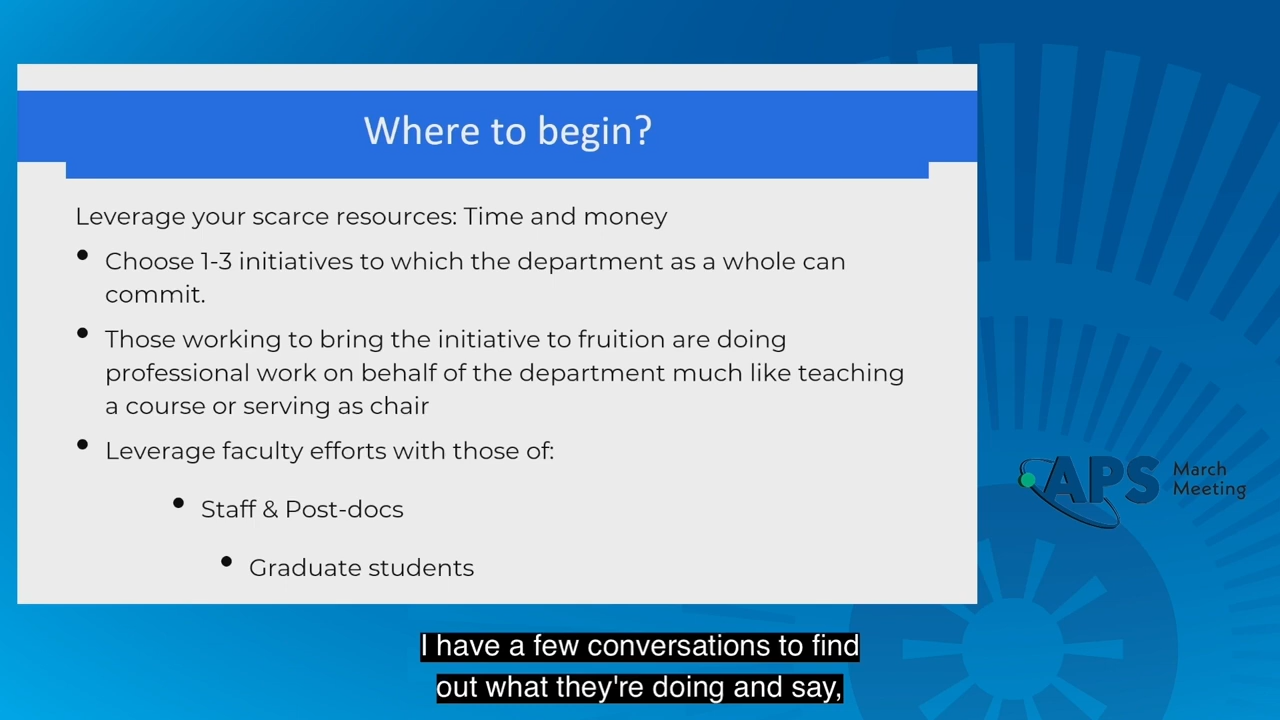 Where to begin?
Leverage your scarce resources: Time and money
• Choose 1-3 initiatives to which the department as a whole can
commit.
• Those working to bring the initiative to fruition are doing
professional work on behalf of the department much like teaching
a course or serving as chair
• Leverage faculty efforts with those of:
• Staff & Post-docs
• Graduate students
APS March
Meeting
I have a few conversations to find
out what they're doing and say,